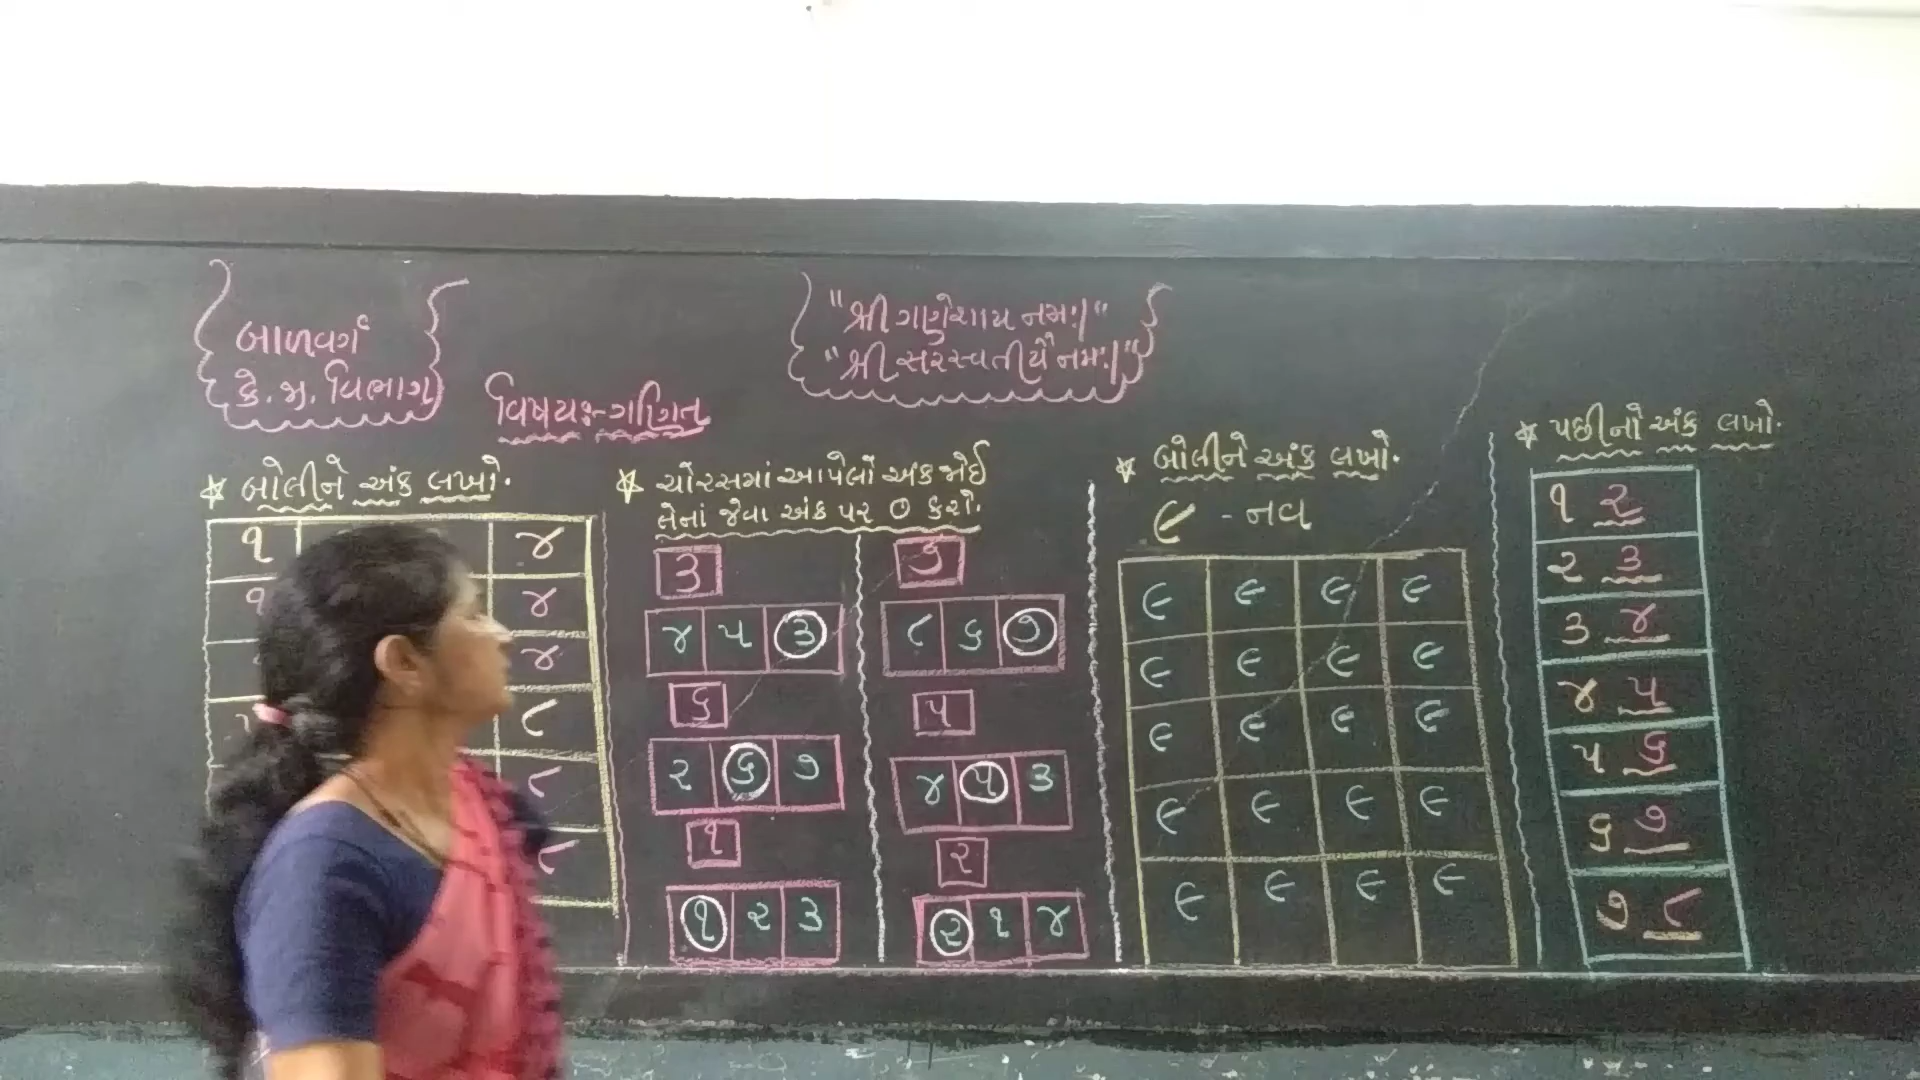 બાળવર્ગ
કે.જી. વિભાગ
"શ્રી ગણેશાય નમઃ|"
"શ્રી સરસ્વતીયૈ નમઃ|"
વિષયઃ-ગણિત
★ બોલીને અંક લખો.
૧ ૪
૧ ૪
૪
૮
૮
૮
★ ચોરસમાં આપેલો અંક જોઈ
તેનાં જેવા અંક પર ○ કરો.
૩
૪ ૫ ૩
૬
૨ ૬ ૭
૧
૧ ૨ ૩
૭
૮ ૬ ૭
૫
૪ ૫ ૩
૨
૨ ૧ ૪
★ બોલીને અંક લખો.
૯ - નવ
૯ ૯ ૯ ૯
૯ ૯ ૯ ૯
૯ ૯ ૯ ૯
૯ ૯ ૯ ૯
૯ ૯ ૯ ૯
★ પછીનો અંક લખો.
૧ ૨
૨ ૩
૩ ૪
૪ ૫
૫ ૬
૬ ૭
૭ ૮